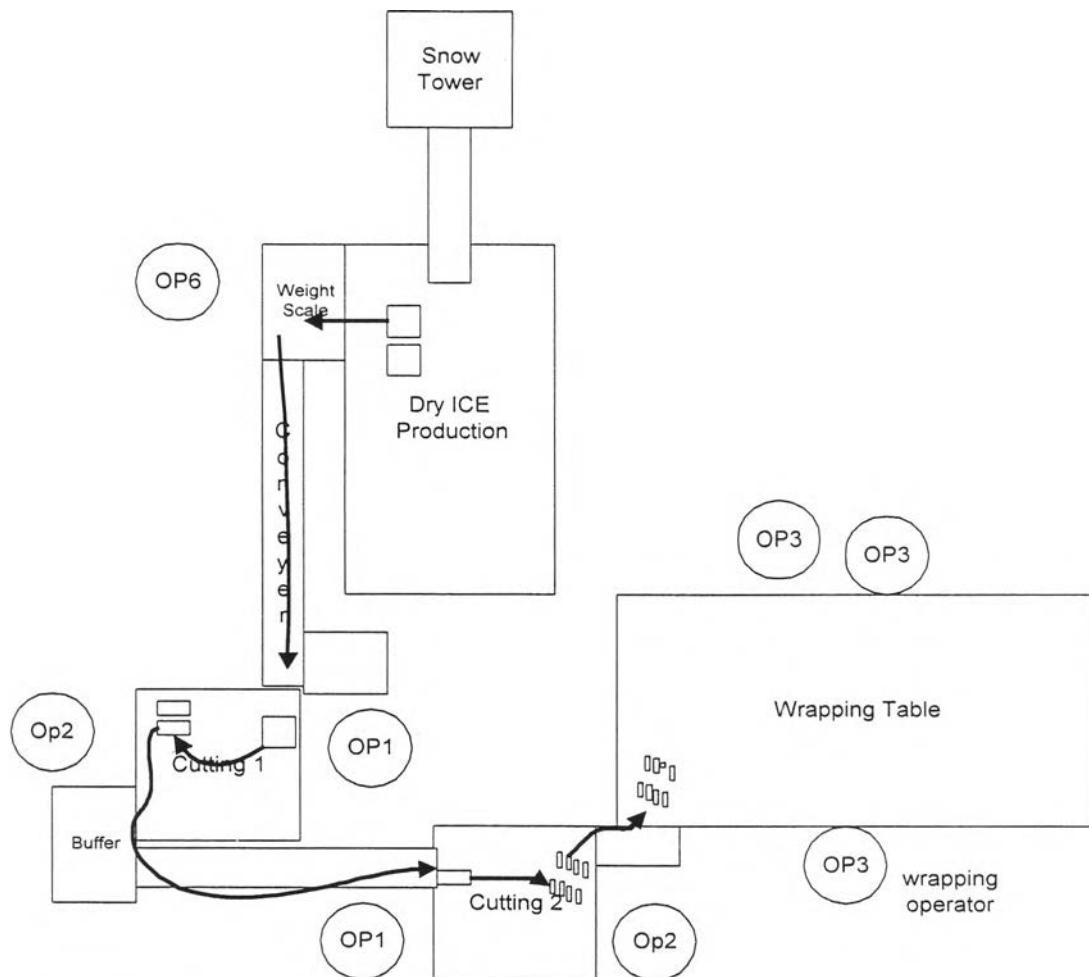 Snow
Tower
OP6
Weight
Scale
Dry ICE
Production
Conveyer
OP3
OP3
Wrapping Table
Op2
OP1
Cutting 1
Buffer
OP3
wrapping
operator
Cutting 2
OP1
Op2